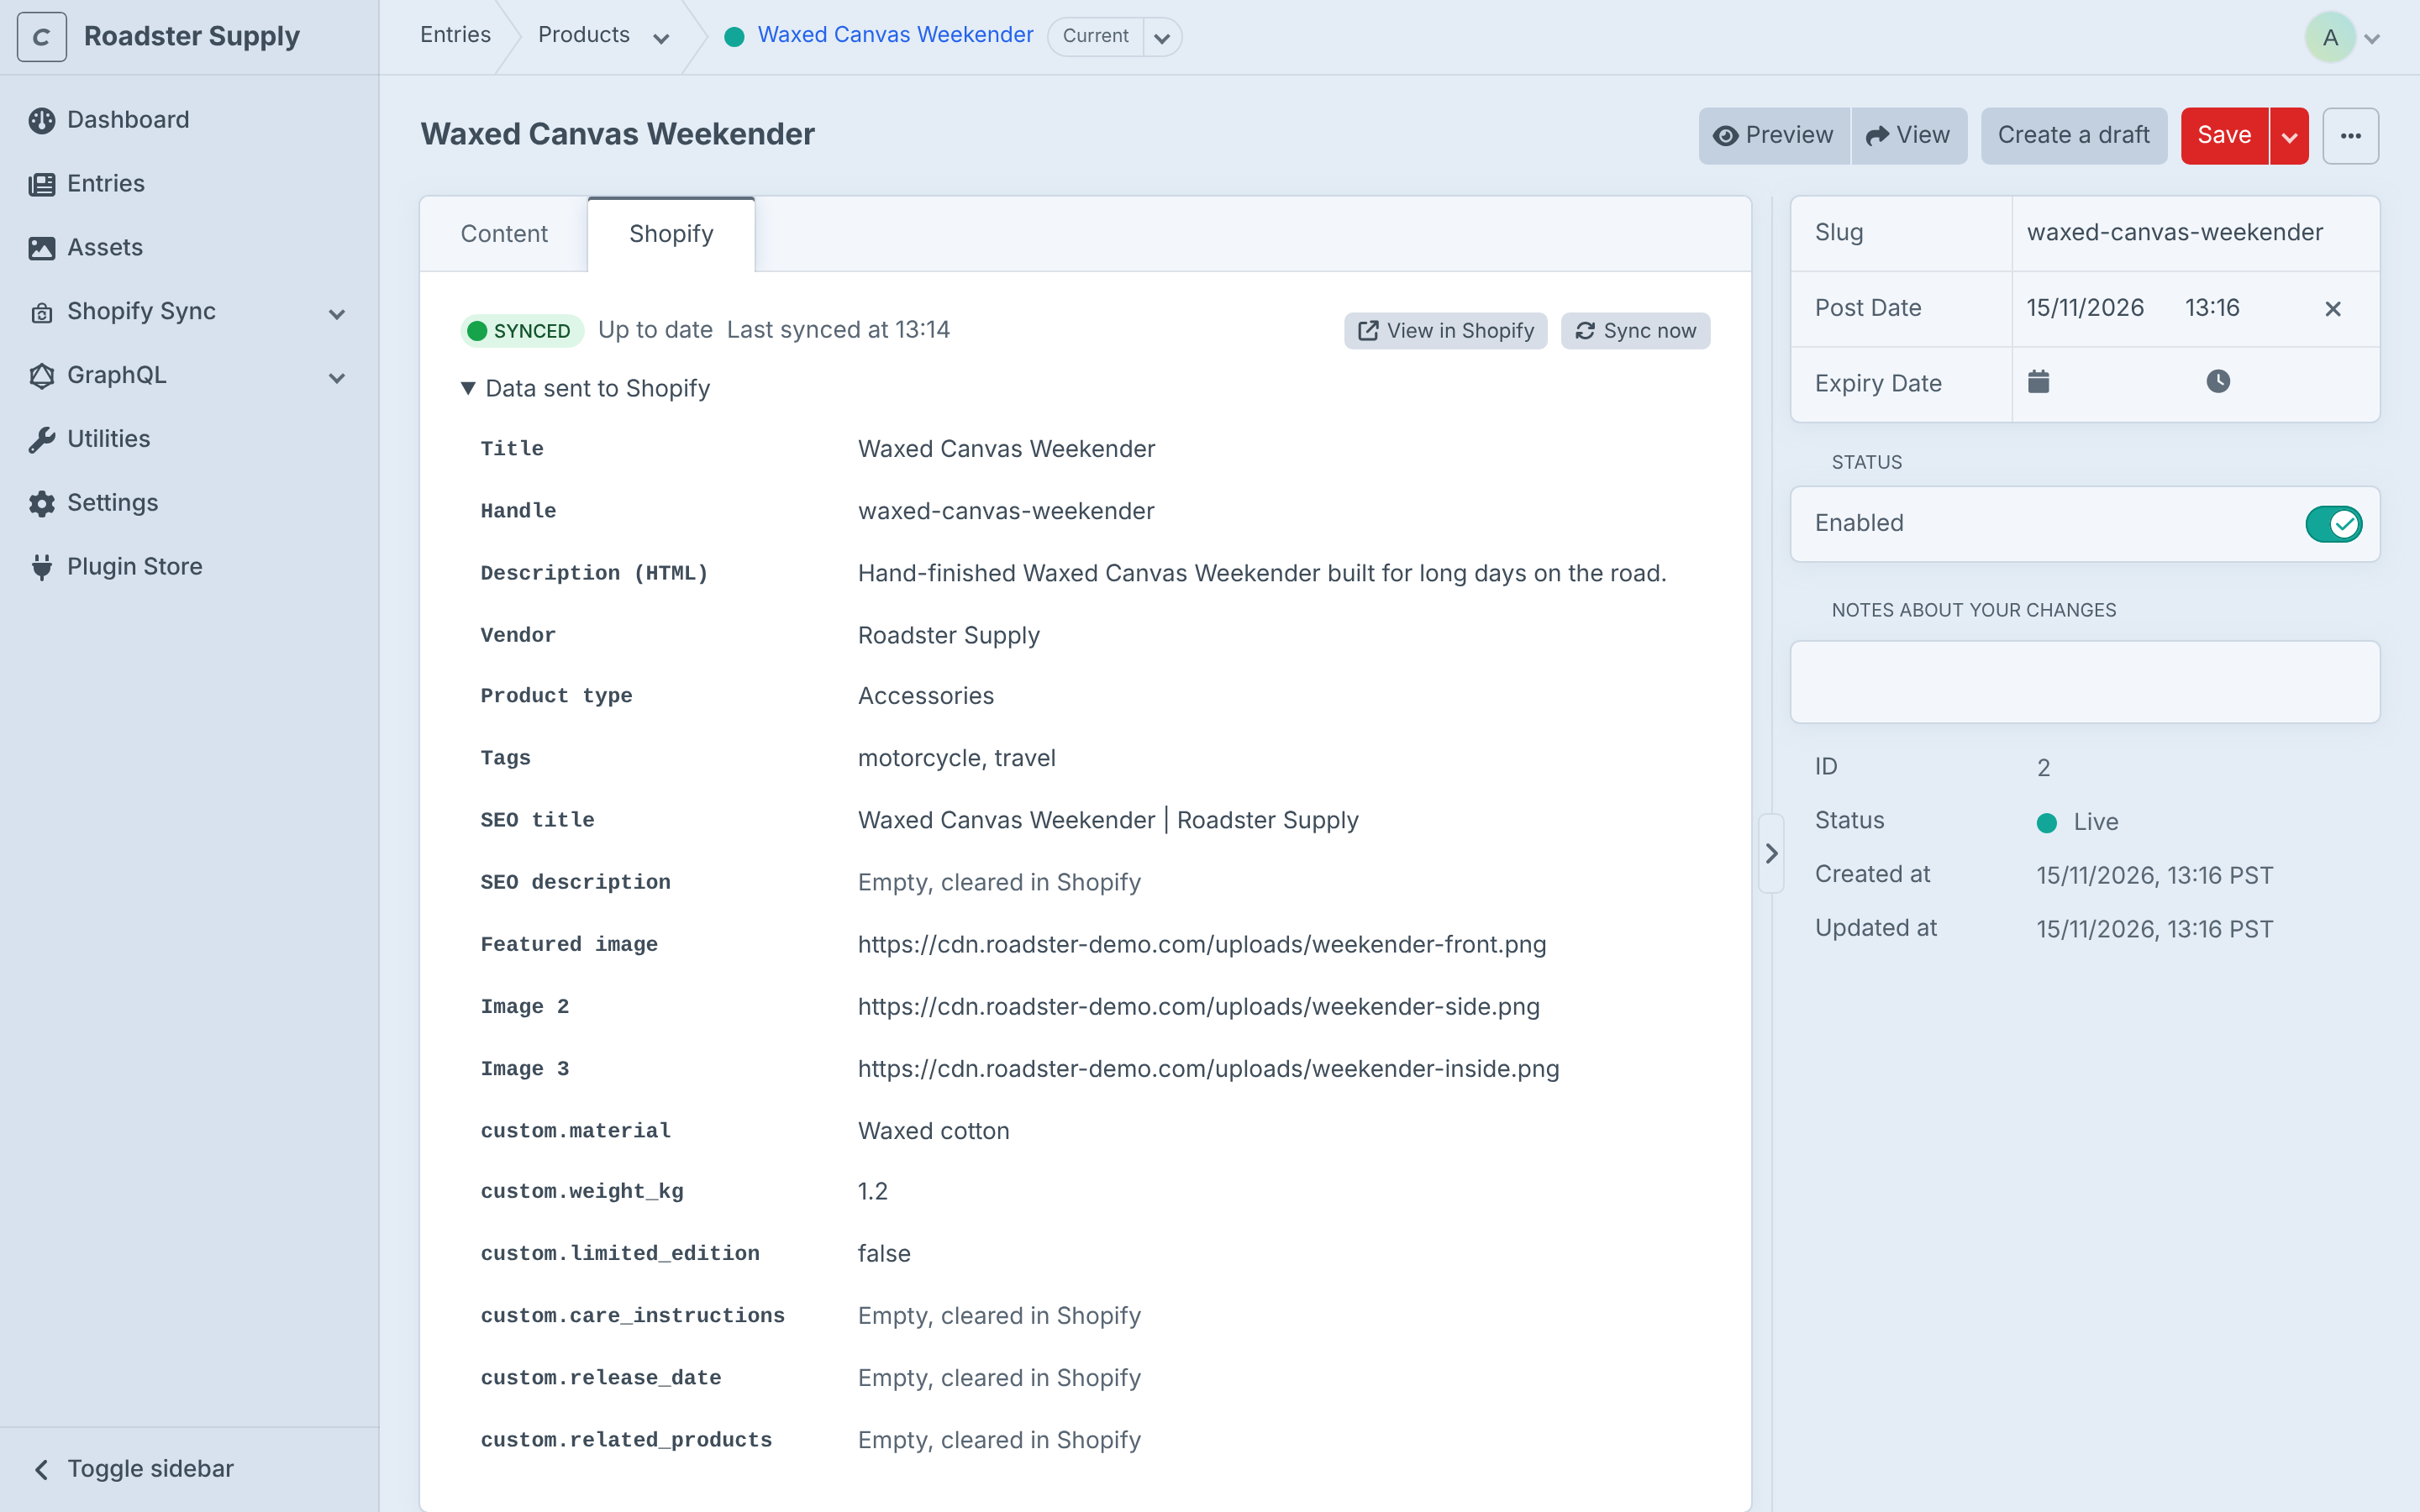 C Roadster Supply
Entries Products Waxed Canvas Weekender Current
A
Dashboard
Entries
Assets
Shopify Sync
GraphQL
Utilities
Settings
Plugin Store
Toggle sidebar
Waxed Canvas Weekender
Preview View Create a draft Save
Content Shopify
SYNCED Up to date Last synced at 13:14 View in Shopify Sync now
Data sent to Shopify
Title Waxed Canvas Weekender
Handle waxed-canvas-weekender
Description (HTML) Hand-finished Waxed Canvas Weekender built for long days on the road.
Vendor Roadster Supply
Product type Accessories
Tags motorcycle, travel
SEO title Waxed Canvas Weekender | Roadster Supply
SEO description Empty, cleared in Shopify
Featured image https://cdn.roadster-demo.com/uploads/weekender-front.png
Image 2 https://cdn.roadster-demo.com/uploads/weekender-side.png
Image 3 https://cdn.roadster-demo.com/uploads/weekender-inside.png
custom.material Waxed cotton
custom.weight_kg 1.2
custom.limited_edition false
custom.care_instructions Empty, cleared in Shopify
custom.release_date Empty, cleared in Shopify
custom.related_products Empty, cleared in Shopify
Slug waxed-canvas-weekender
Post Date 15/11/2026 13:16
Expiry Date
STATUS
Enabled
NOTES ABOUT YOUR CHANGES
ID 2
Status Live
Created at 15/11/2026, 13:16 PST
Updated at 15/11/2026, 13:16 PST